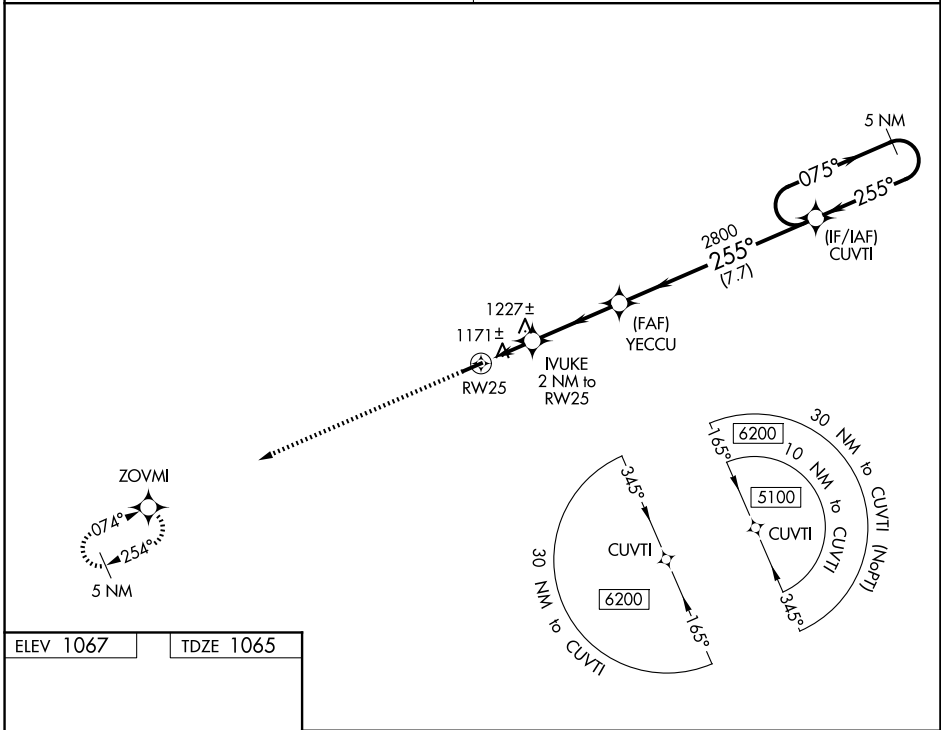 5 NM
075°
255°
(IF/IAF)
CUVTI
2800
255°
(7.7)
(FAF)
YECCU
1227±
1171±
IVUKE
2 NM to
RW25
RW25
ZOVMI
074°
254°
5 NM
345°
CUVTI
6200
165°
30 NM to CUVTI
165°
6200
30 NM to CUVTI (NoPT)
10 NM to CUVTI
5100
CUVTI
345°
ELEV 1067
TDZE 1065